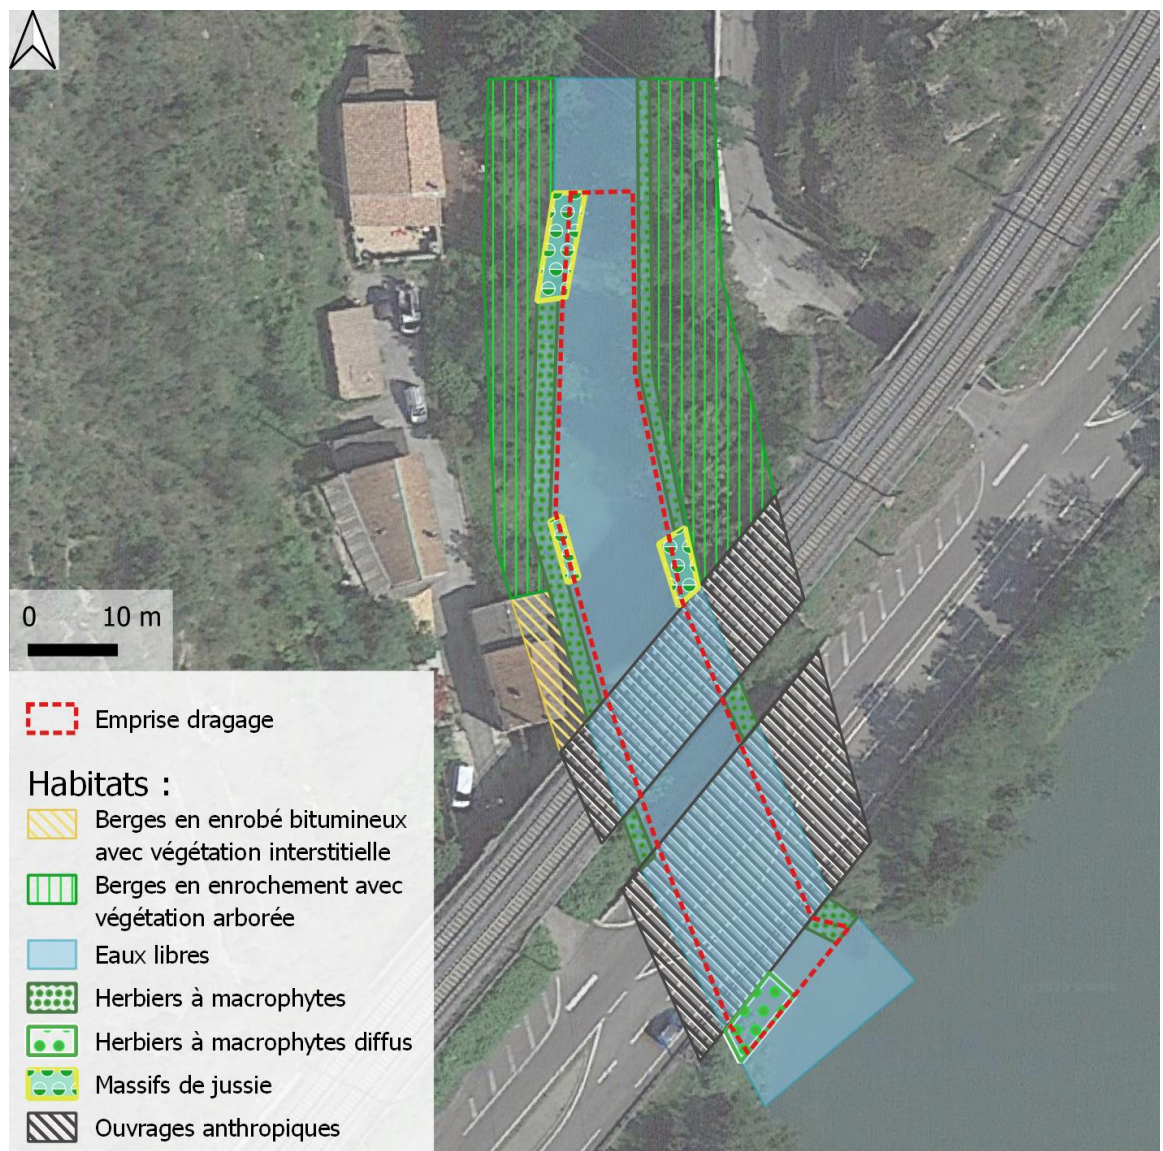 0 10 m
Emprise dragage
Habitats :
Berges en enrobé bitumineux
avec végétation interstitielle
Berges en enrochement avec
végétation arborée
Eaux libres
Herbiers à macrophytes
Herbiers à macrophytes diffus
Massifs de jussie
Ouvrages anthropiques